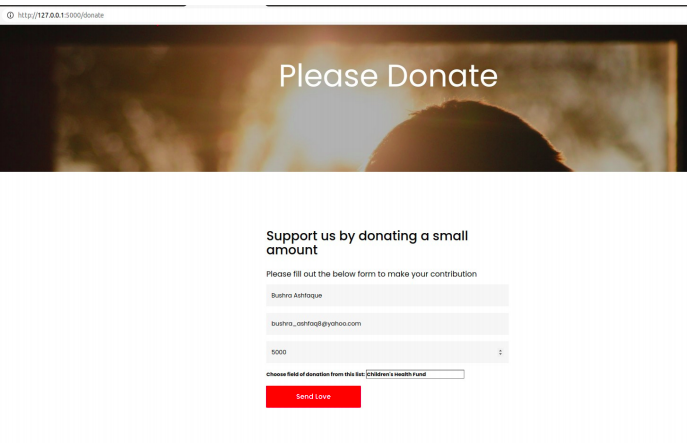 http://127.0.0.1:5000/donate
Please Donate
Support us by donating a small
amount
Please fill out the below form to make your contribution
Bushra Ashfaque
bushra_ashfaq8@yahoo.com
5000
Choose field of donation from this list: Children's Health Fund
Send Love